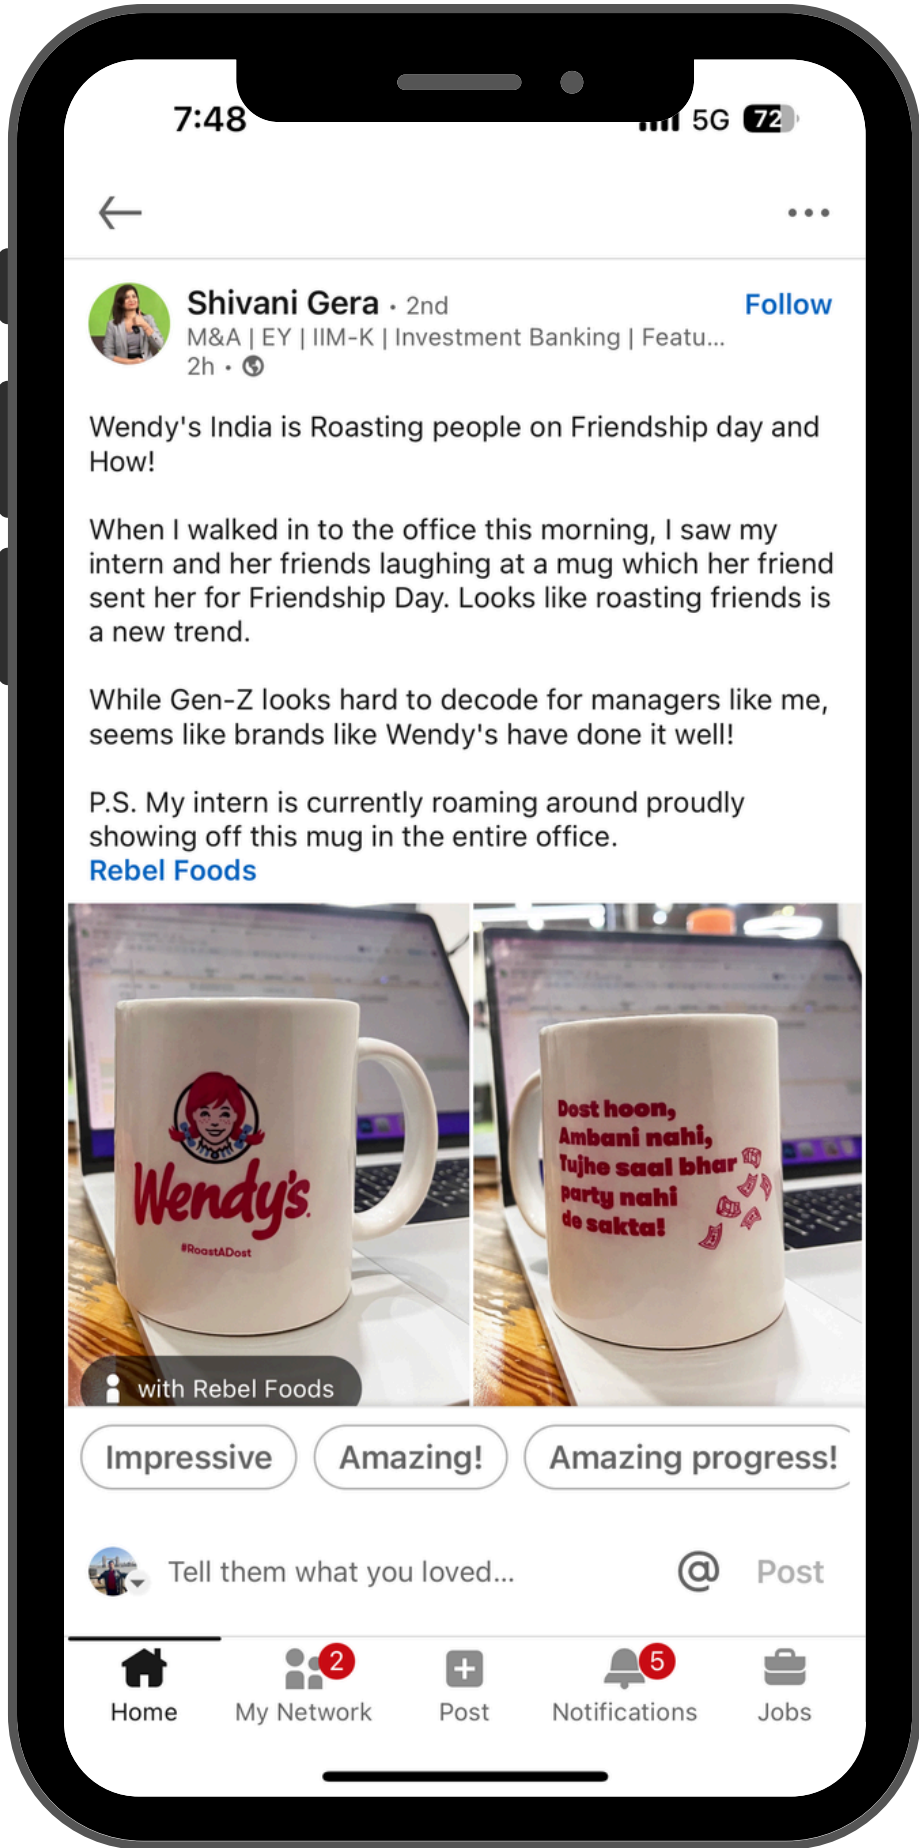 7:48
5G 72
Shivani Gera • 2nd
Follow
M&A | EY | IIM-K | Investment Banking | Featu...
2h •
Wendy's India is Roasting people on Friendship day and
How!
When I walked in to the office this morning, I saw my
intern and her friends laughing at a mug which her friend
sent her for Friendship Day. Looks like roasting friends is
a new trend.
While Gen-Z looks hard to decode for managers like me,
seems like brands like Wendy's have done it well!
P.S. My intern is currently roaming around proudly
showing off this mug in the entire office.
Rebel Foods
Wendy's
#RoastADost
with Rebel Foods
Dost hoon,
Ambani nahi,
Tujhe saal bhar
party nahi
de sakta!
Impressive
Amazing!
Amazing progress!
Tell them what you loved...
@ Post
2
5
Home
My Network
Post
Notifications
Jobs